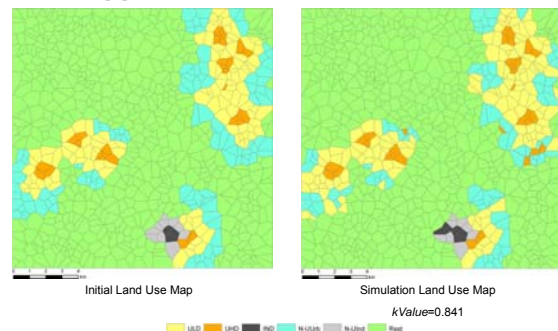 Initial Land Use Map
Simulation Land Use Map
kValue=0.841
ULD UHD IND N-UUrb N-UInd Rest